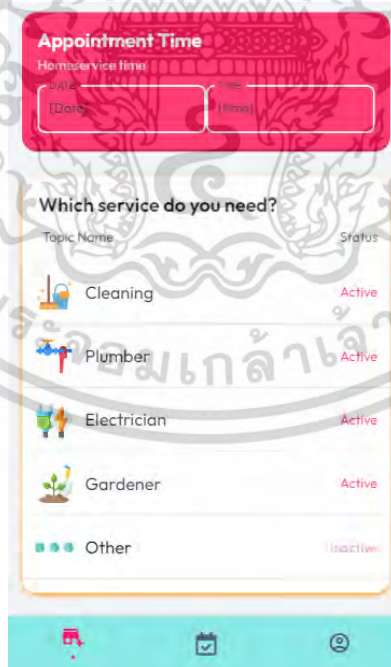 Appointment Time
Homeservice time
DATE TIME
[Date] [Time]
Which service do you need?
Topic Name Status
Cleaning Active
Plumber Active
Electrician Active
Gardener Active
Other Inactive